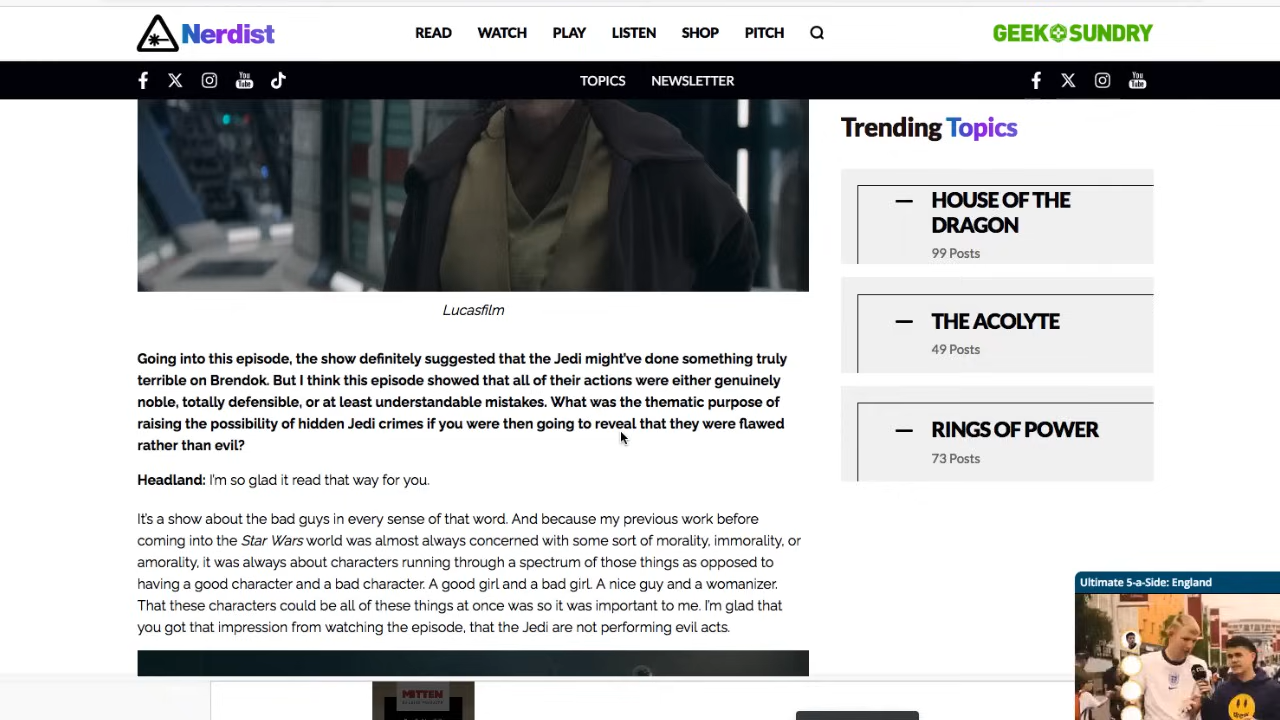 Nerdist
READ WATCH PLAY LISTEN SHOP PITCH
GEEK SUNDRY
You Tube
TOPICS NEWSLETTER
You Tube
Lucasfilm
Going into this episode, the show definitely suggested that the Jedi might've done something truly
terrible on Brendok. But I think this episode showed that all of their actions were either genuinely
noble, totally defensible, or at least understandable mistakes. What was the thematic purpose of
raising the possibility of hidden Jedi crimes if you were then going to reveal that they were flawed
rather than evil?
Headland: I'm so glad it read that way for you.
It's a show about the bad guys in every sense of that word. And because my previous work before
coming into the Star Wars world was almost always concerned with some sort of morality, immorality, or
amorality, it was always about characters running through a spectrum of those things as opposed to
having a good character and a bad character. A good girl and a bad girl. A nice guy and a womanizer.
That these characters could be all of these things at once was so it was important to me. I'm glad that
you got that impression from watching the episode, that the Jedi are not performing evil acts.
Trending Topics
HOUSE OF THE
DRAGON
99 Posts
THE ACOLYTE
49 Posts
RINGS OF POWER
73 Posts
Ultimate 5-a-Side: England
MITTEN